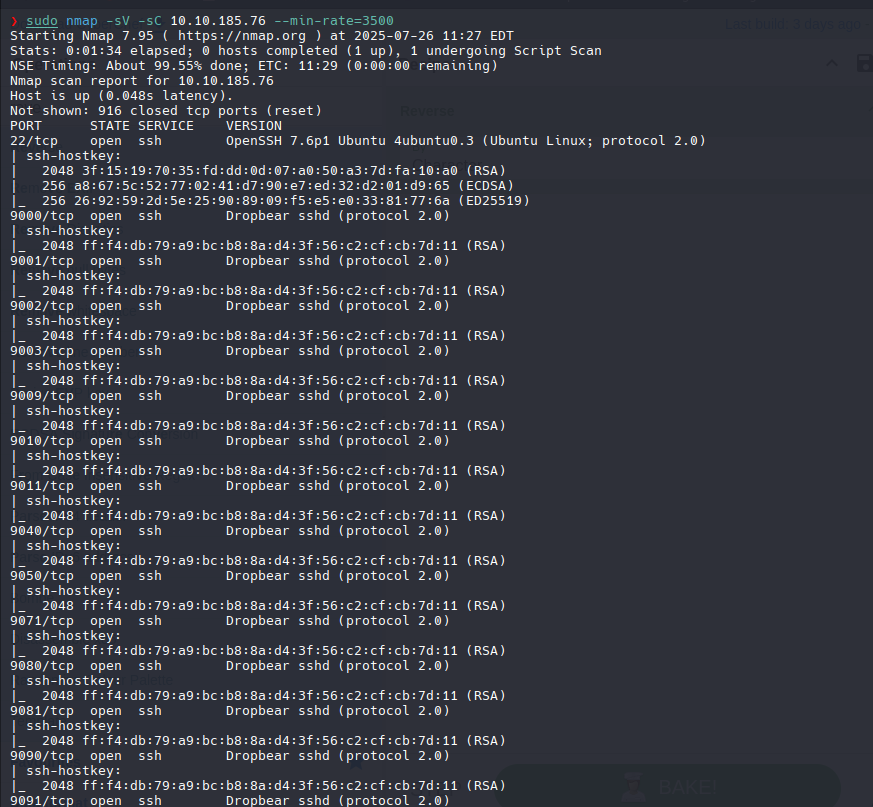 Last build: 3 days ago -
❯ sudo nmap -sV -sC 10.10.185.76 --min-rate=3500
Starting Nmap 7.95 ( https://nmap.org ) at 2025-07-26 11:27 EDT
Stats: 0:01:34 elapsed; 0 hosts completed (1 up), 1 undergoing Script Scan
NSE Timing: About 99.55% done; ETC: 11:29 (0:00:00 remaining)
Nmap scan report for 10.10.185.76
Host is up (0.048s latency).
Reverse
Not shown: 916 closed tcp ports (reset)
PORT     STATE SERVICE    VERSION
22/tcp    open  ssh        OpenSSH 7.6p1 Ubuntu 4ubuntu0.3 (Ubuntu Linux; protocol 2.0)
| ssh-hostkey:
|   2048 3f:15:19:70:35:fd:dd:0d:07:a0:50:a3:7d:fa:10:a0 (RSA)
|   256 a8:67:5c:52:77:02:41:d7:90:e7:ed:32:d2:01:d9:65 (ECDSA)
|_  256 26:92:59:2d:5e:25:90:89:09:f5:e5:e0:33:81:77:6a (ED25519)
9000/tcp  open  ssh        Dropbear sshd (protocol 2.0)
| ssh-hostkey:
|_  2048 ff:f4:db:79:a9:bc:b8:8a:d4:3f:56:c2:cf:cb:7d:11 (RSA)
9001/tcp  open  ssh        Dropbear sshd (protocol 2.0)
| ssh-hostkey:
|_  2048 ff:f4:db:79:a9:bc:b8:8a:d4:3f:56:c2:cf:cb:7d:11 (RSA)
9002/tcp  open  ssh        Dropbear sshd (protocol 2.0)
| ssh-hostkey:
|_  2048 ff:f4:db:79:a9:bc:b8:8a:d4:3f:56:c2:cf:cb:7d:11 (RSA)
9003/tcp  open  ssh        Dropbear sshd (protocol 2.0)
| ssh-hostkey:
|_  2048 ff:f4:db:79:a9:bc:b8:8a:d4:3f:56:c2:cf:cb:7d:11 (RSA)
9009/tcp  open  ssh        Dropbear sshd (protocol 2.0)
| ssh-hostkey:
|_  2048 ff:f4:db:79:a9:bc:b8:8a:d4:3f:56:c2:cf:cb:7d:11 (RSA)
9010/tcp  open  ssh        Dropbear sshd (protocol 2.0)
| ssh-hostkey:
|_  2048 ff:f4:db:79:a9:bc:b8:8a:d4:3f:56:c2:cf:cb:7d:11 (RSA)
9011/tcp  open  ssh        Dropbear sshd (protocol 2.0)
| ssh-hostkey:
|_  2048 ff:f4:db:79:a9:bc:b8:8a:d4:3f:56:c2:cf:cb:7d:11 (RSA)
9040/tcp  open  ssh        Dropbear sshd (protocol 2.0)
| ssh-hostkey:
|_  2048 ff:f4:db:79:a9:bc:b8:8a:d4:3f:56:c2:cf:cb:7d:11 (RSA)
9050/tcp  open  ssh        Dropbear sshd (protocol 2.0)
| ssh-hostkey:
|_  2048 ff:f4:db:79:a9:bc:b8:8a:d4:3f:56:c2:cf:cb:7d:11 (RSA)
9071/tcp  open  ssh        Dropbear sshd (protocol 2.0)
| ssh-hostkey:
|_  2048 ff:f4:db:79:a9:bc:b8:8a:d4:3f:56:c2:cf:cb:7d:11 (RSA)
9080/tcp  open  ssh        Dropbear sshd (protocol 2.0)
| ssh-hostkey:
|_  2048 ff:f4:db:79:a9:bc:b8:8a:d4:3f:56:c2:cf:cb:7d:11 (RSA)
9081/tcp  open  ssh        Dropbear sshd (protocol 2.0)
| ssh-hostkey:
|_  2048 ff:f4:db:79:a9:bc:b8:8a:d4:3f:56:c2:cf:cb:7d:11 (RSA)
9090/tcp  open  ssh        Dropbear sshd (protocol 2.0)
| ssh-hostkey:
|_  2048 ff:f4:db:79:a9:bc:b8:8a:d4:3f:56:c2:cf:cb:7d:11 (RSA)
BAKE!
9091/tcp  open  ssh        Dropbear sshd (protocol 2.0)